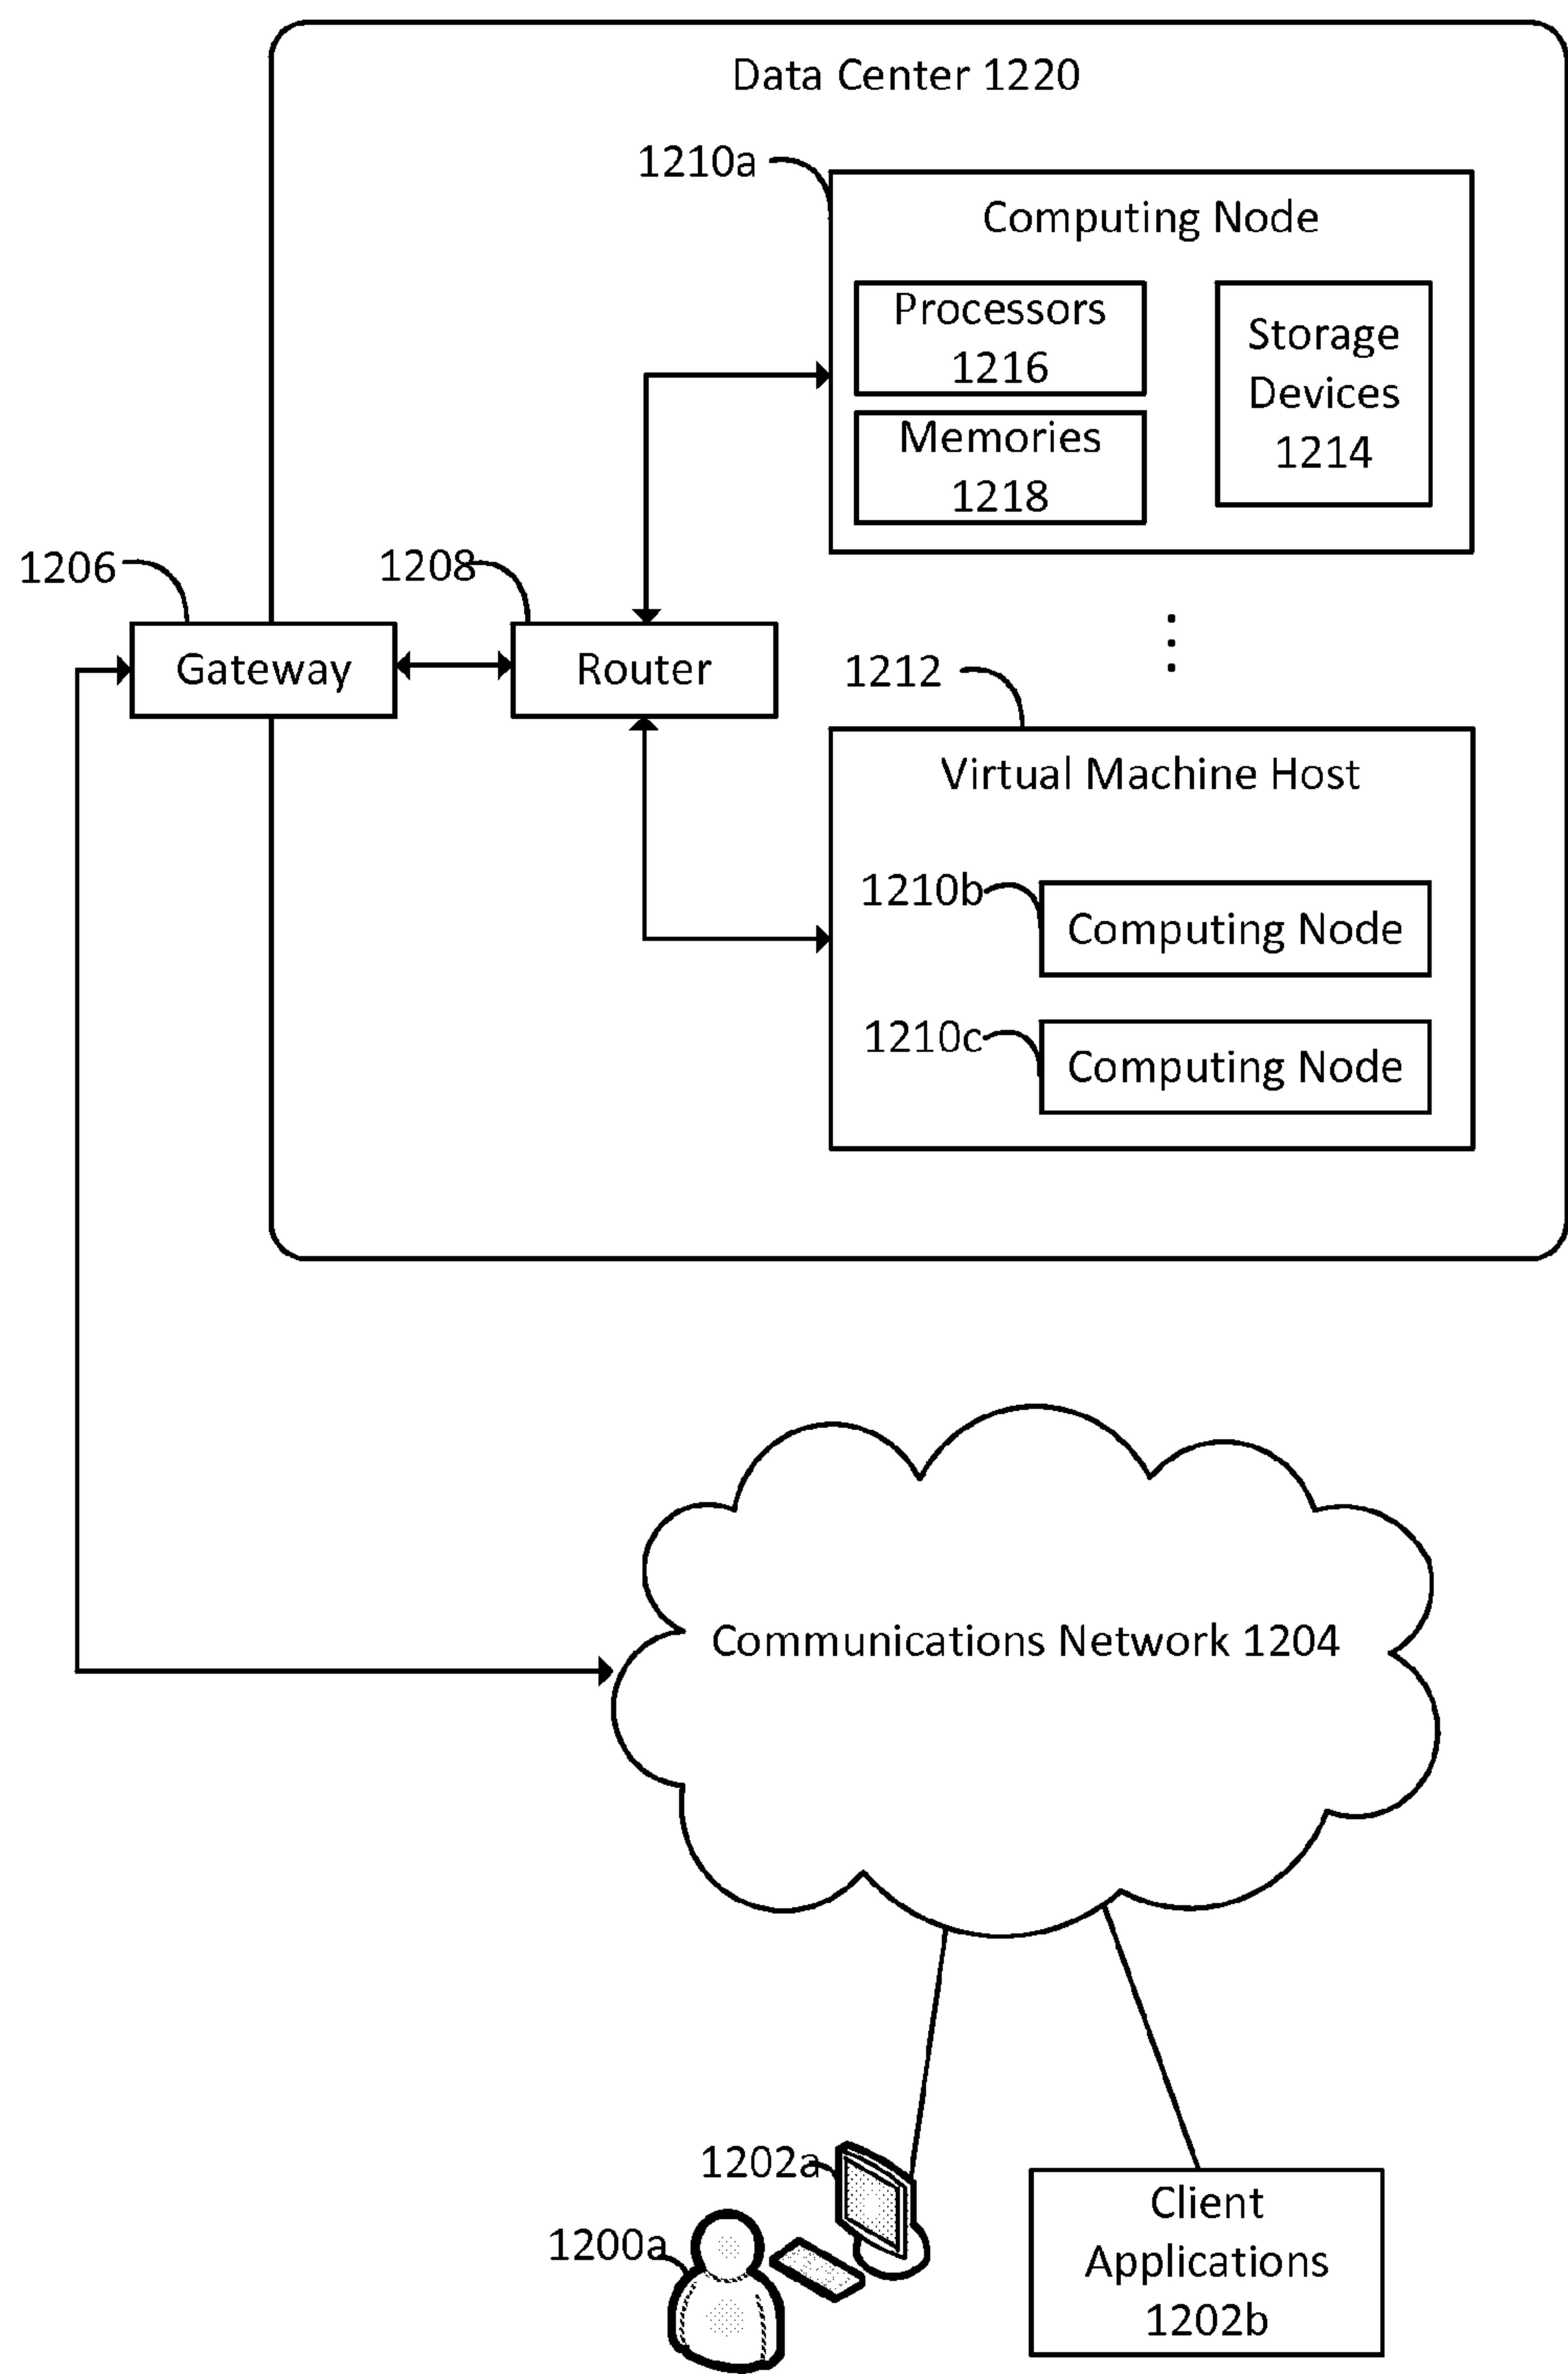 Data Center 1220
1210a
Computing Node
Processors
1216
Storage
Devices
1214
Memories
1218
1206
1208
Gateway
Router
1212
Virtual Machine Host
1210b
Computing Node
1210c
Computing Node
Communications Network 1204
1202a
1200a
Client
Applications
1202b